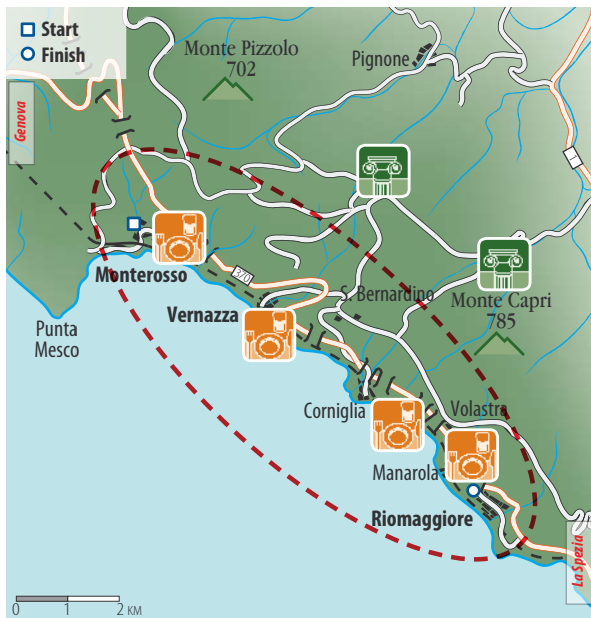 Start
Finish
Monte Pizzolo
702
Pignone
Genova
1
Monterosso
370
S. Bernardino
Vernazza
Monte Capri
785
Punta
Mesco
Corniglia
Volastra
Manarola
Riomaggiore
La Spezia
0 1 2 KM